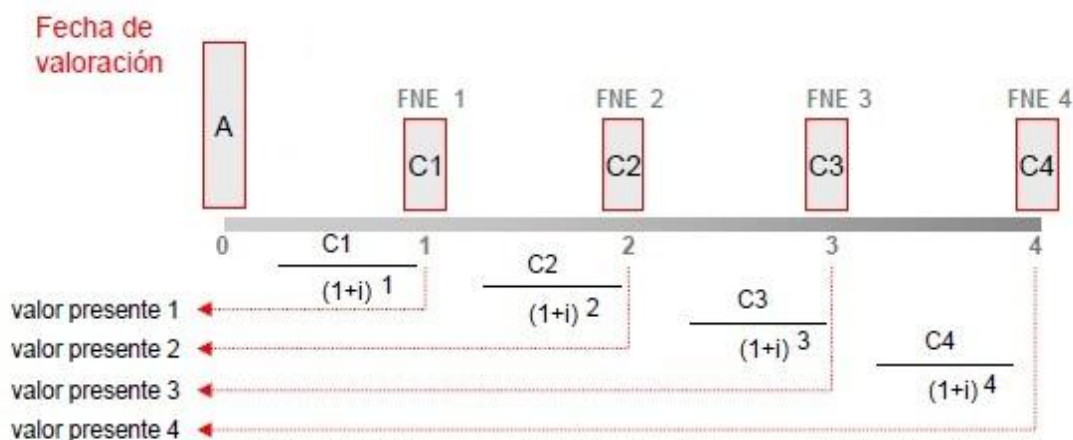 Fecha de
valoración
A
FNE 1
FNE 2
FNE 3
FNE 4
C1
C2
C3
C4
0
1
2
3
4
C1
(1+i) 1
C2
(1+i) 2
C3
(1+i) 3
C4
(1+i) 4
valor presente 1
valor presente 2
valor presente 3
valor presente 4